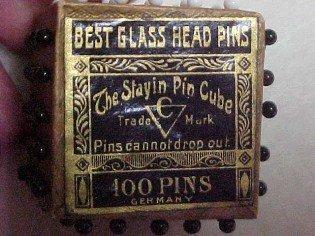 BEST GLASS HEAD PINS
The Stayin Pin Cube
C
Trade Mark
Pins cannot drop out.
400 PINS
GERMANY